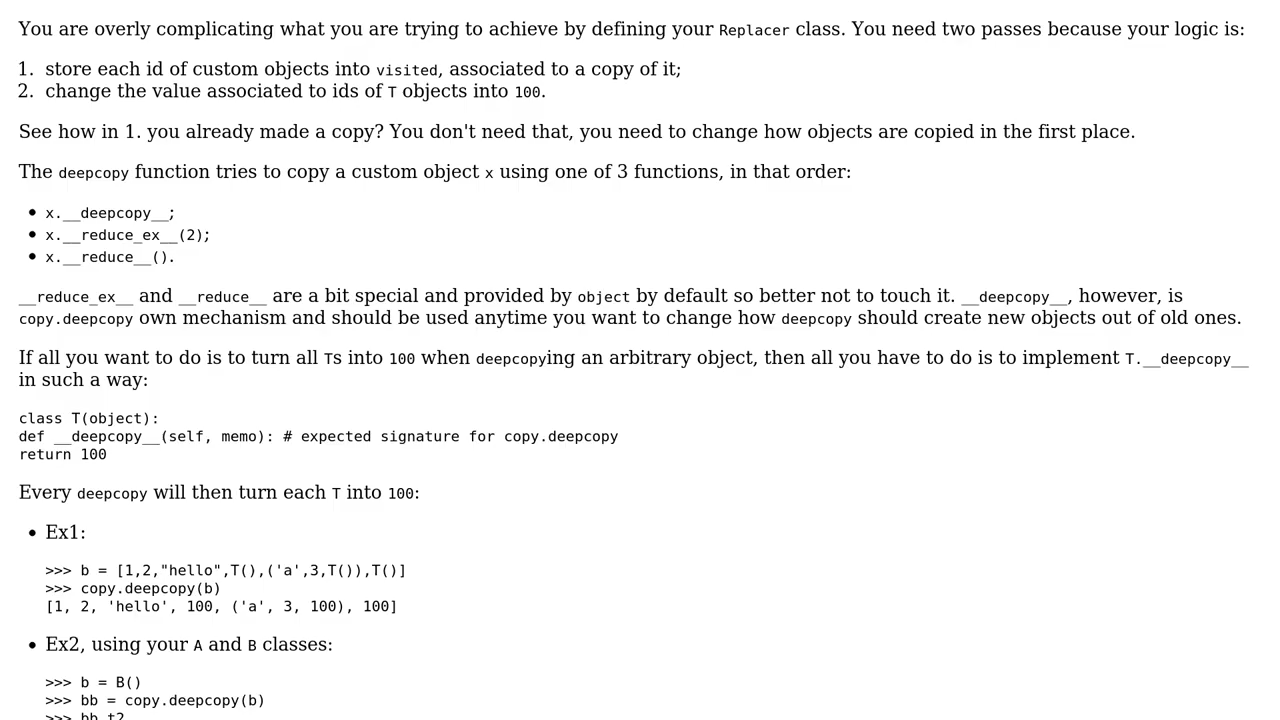 You are overly complicating what you are trying to achieve by defining your Replacer class. You need two passes because your logic is:
1. store each id of custom objects into visited, associated to a copy of it;
2. change the value associated to ids of T objects into 100.
See how in 1. you already made a copy? You don't need that, you need to change how objects are copied in the first place.
The deepcopy function tries to copy a custom object x using one of 3 functions, in that order:
• x.__deepcopy__;
• x.__reduce_ex__(2);
• x.__reduce__().
__reduce_ex__ and __reduce__ are a bit special and provided by object by default so better not to touch it. __deepcopy__, however, is
copy.deepcopy own mechanism and should be used anytime you want to change how deepcopy should create new objects out of old ones.
If all you want to do is to turn all Ts into 100 when deepcopying an arbitrary object, then all you have to do is to implement T.__deepcopy__
in such a way:
class T(object):
def __deepcopy__(self, memo): # expected signature for copy.deepcopy
return 100
Every deepcopy will then turn each T into 100:
• Ex1:
>>> b = [1,2,"hello",T(),('a',3,T()),T()]
>>> copy.deepcopy(b)
[1, 2, 'hello', 100, ('a', 3, 100), 100]
• Ex2, using your A and B classes:
>>> b = B()
>>> bb = copy.deepcopy(b)
>>> bb.t2